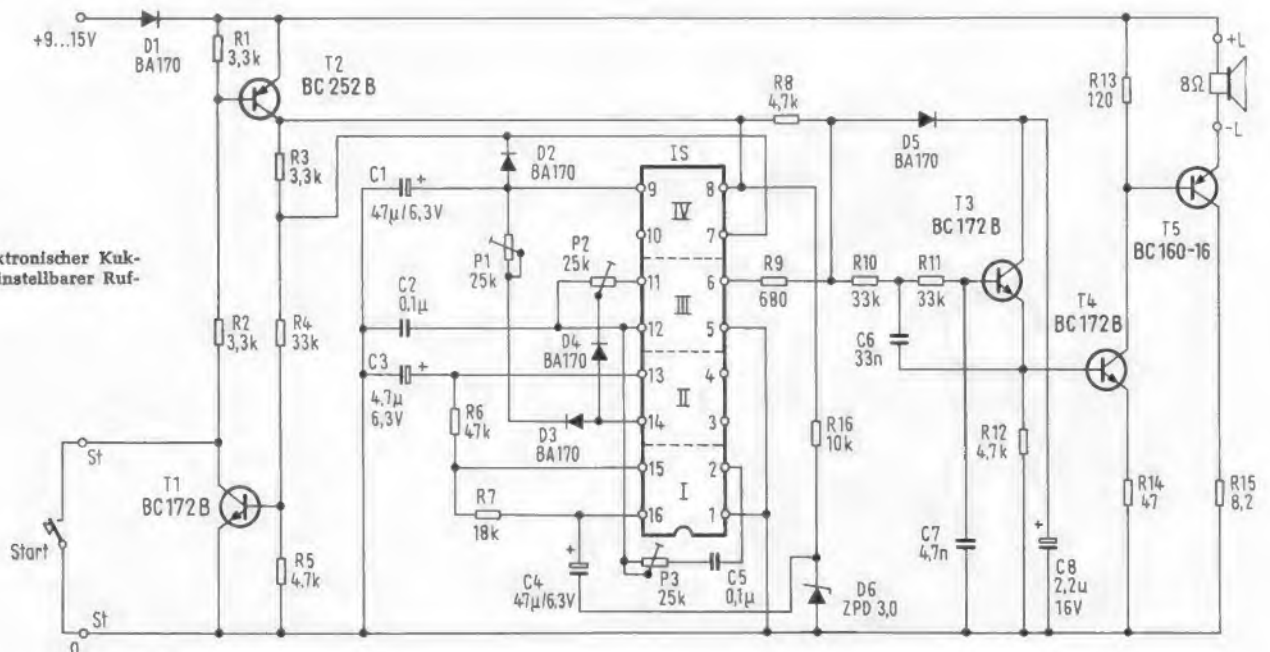 +9...15V
D1
BA170
R1
3,3k
T2
BC 252 B
R3
3,3k
R2
3,3k
R4
33k
T1
BC172B
R5
4,7k
St
Start
St
0
ktronischer Kuk-
instellbarer Ruf-
C1
+
47µ/6,3V
D2
BA170
P1
25k
P2
25k
C2
0,1µ
D4
BA170
C3
+
4,7µ
6,3V
R6
47k
D3
BA170
R7
18k
+
C4
47µ/6,3V
P3
25k
C5
0,1µ
IS
9
8
IV
10
7
11
6
III
12
5
13
4
II
14
3
15
2
I
16
1
R8
4,7k
D5
BA170
R9
680
R10
33k
R11
33k
C6
33n
R16
10k
D6
ZPD 3,0
T3
BC 172 B
T4
BC 172B
R12
4,7k
C7
4,7n
+
C8
2,2u
16V
R13
120
+L
8Ω
-L
T5
BC160-16
R14
47
R15
8,2